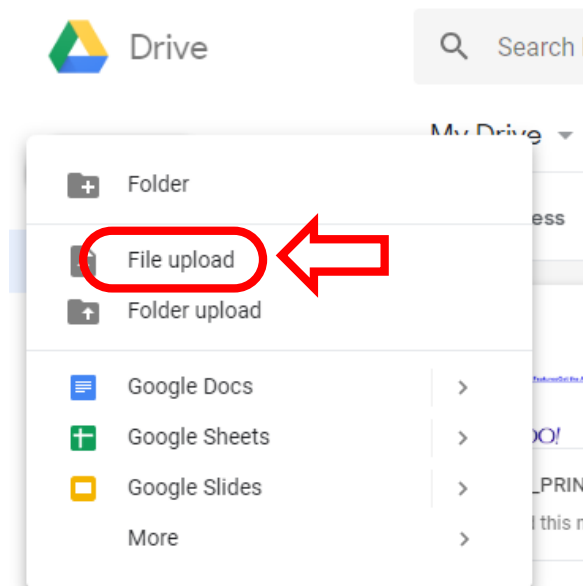 Drive
Search
My Drive
Folder
ess
File upload
Folder upload
Google Docs
Google Sheets
OO!
Google Slides
_PRIN
More
this